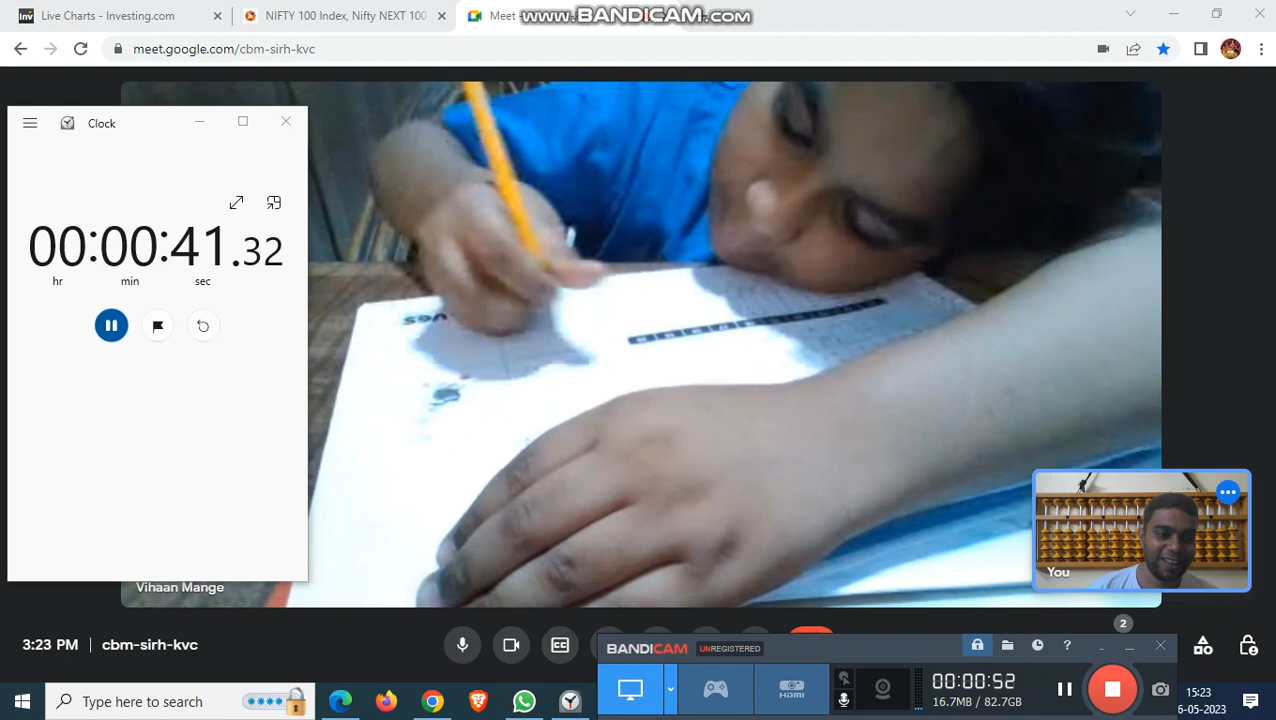 Live Charts - Investing.com
NIFTY 100 Index, Nifty NEXT 100
Meet -
www.BANDICAM.com
meet.google.com/cbm-sirh-kvc
Clock
00:00:41.32
hr min sec
Vihaan Mange
You
3:23 PM | cbm-sirh-kvc
2
BANDICAM UNREGISTERED
HDMI
00:00:52
16.7MB / 82.7GB
Type here to search
15:23
6-05-2023